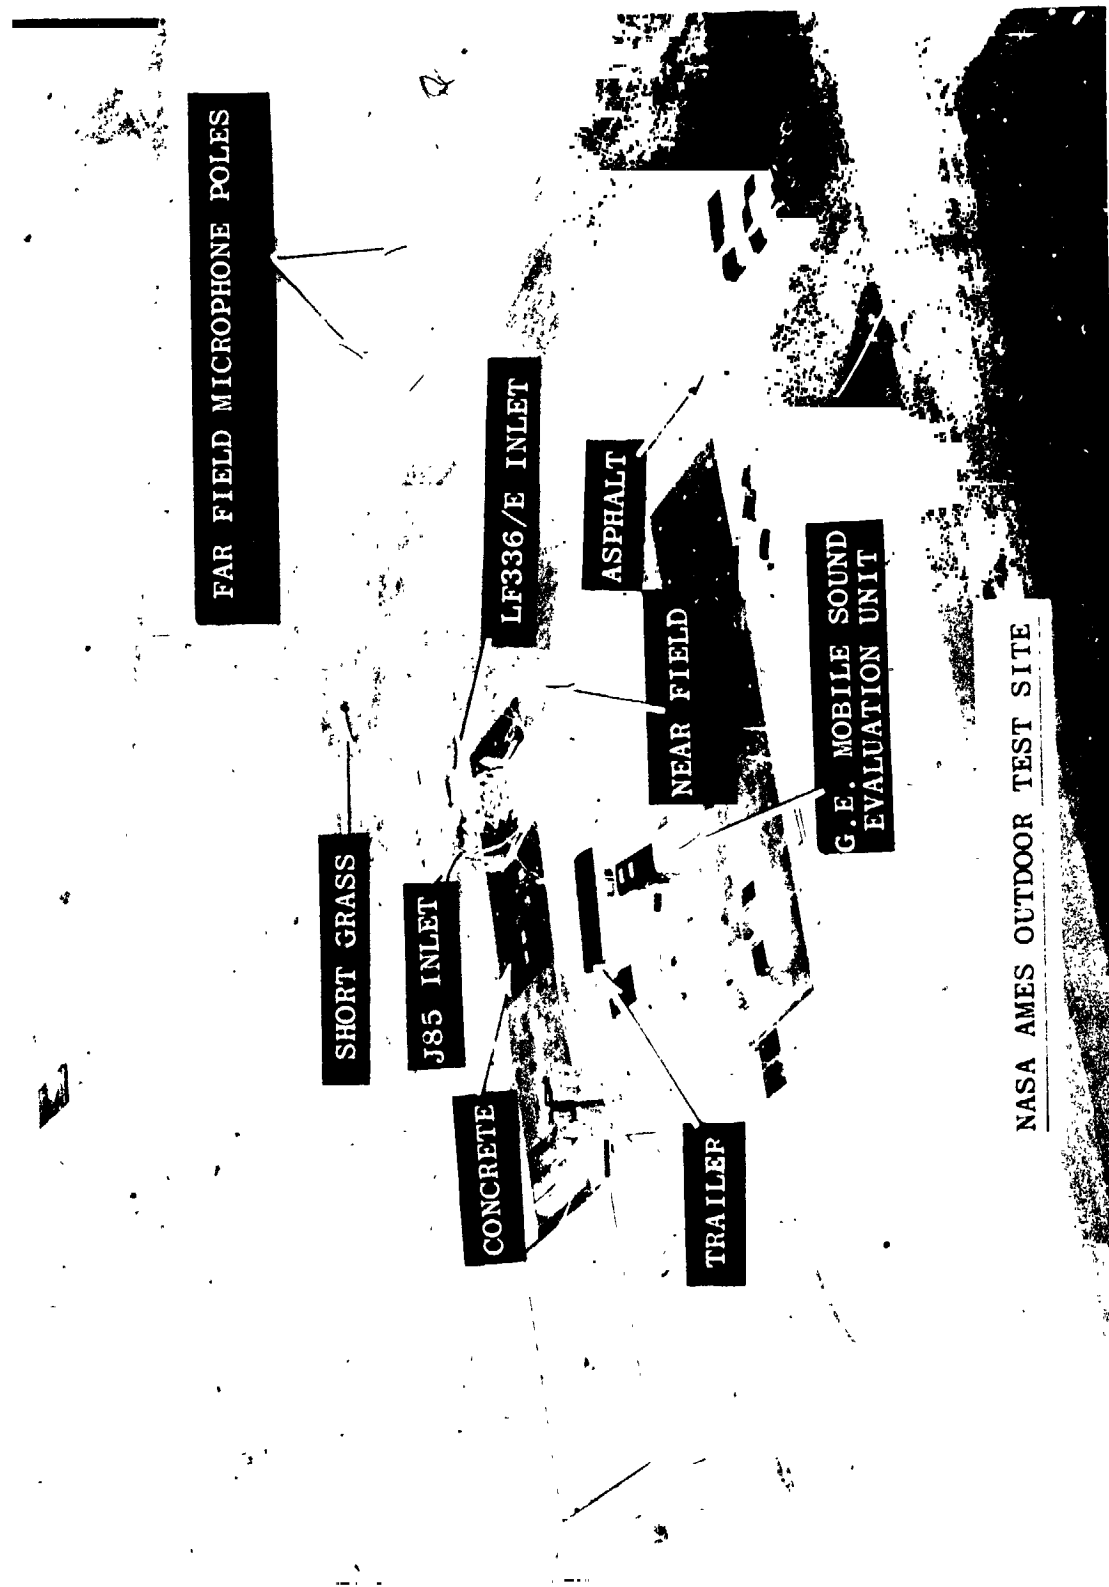 FAR FIELD MICROPHONE POLES
SHORT GRASS
J85 INLET
LF336/E INLET
CONCRETE
ASPHALT
NEAR FIELD
TRAILER
G.E. MOBILE SOUND
EVALUATION UNIT
NASA AMES OUTDOOR TEST SITE